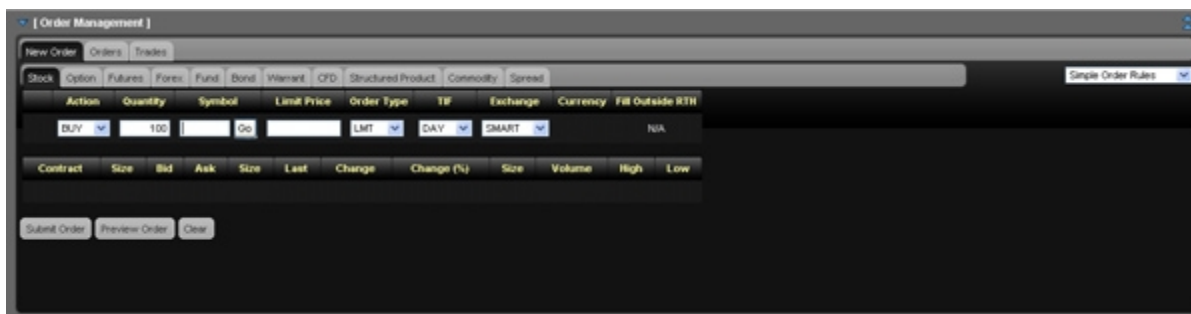 [ Order Management ]
New Order Orders Trades
Stock Option Futures Forex Fund Bond Warrant CFD Structured Product Commodity Spread Simple Order Rules
Action Quantity Symbol Limit Price Order Type TIF Exchange Currency Fill Outside RTH
BUY 100 Go LMT DAY SMART N/A
Contract Size Bid Ask Size Last Change Change (%) Size Volume High Low
Submit Order Preview Order Clear